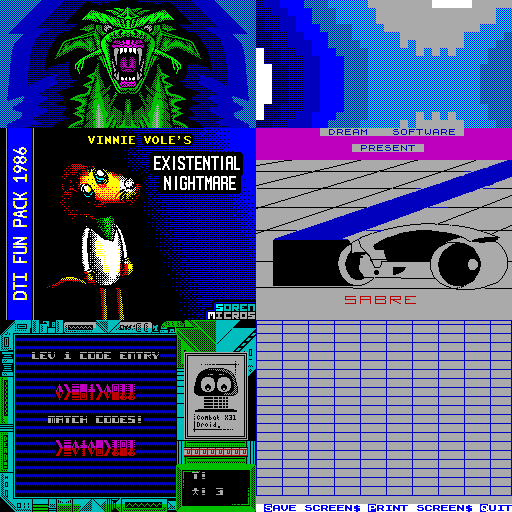 DREAM SOFTWARE
PRESENT
SABRE
DTI FUN PACK 1986
VINNIE VOLE'S
EXISTENTIAL
NIGHTMARE
SOREN
MICROS
LEV 1 CODE ENTRY
MATCH CODES!
Combat X31
Droid.
3
SAVE SCREEN$ PRINT SCREEN$ QUIT